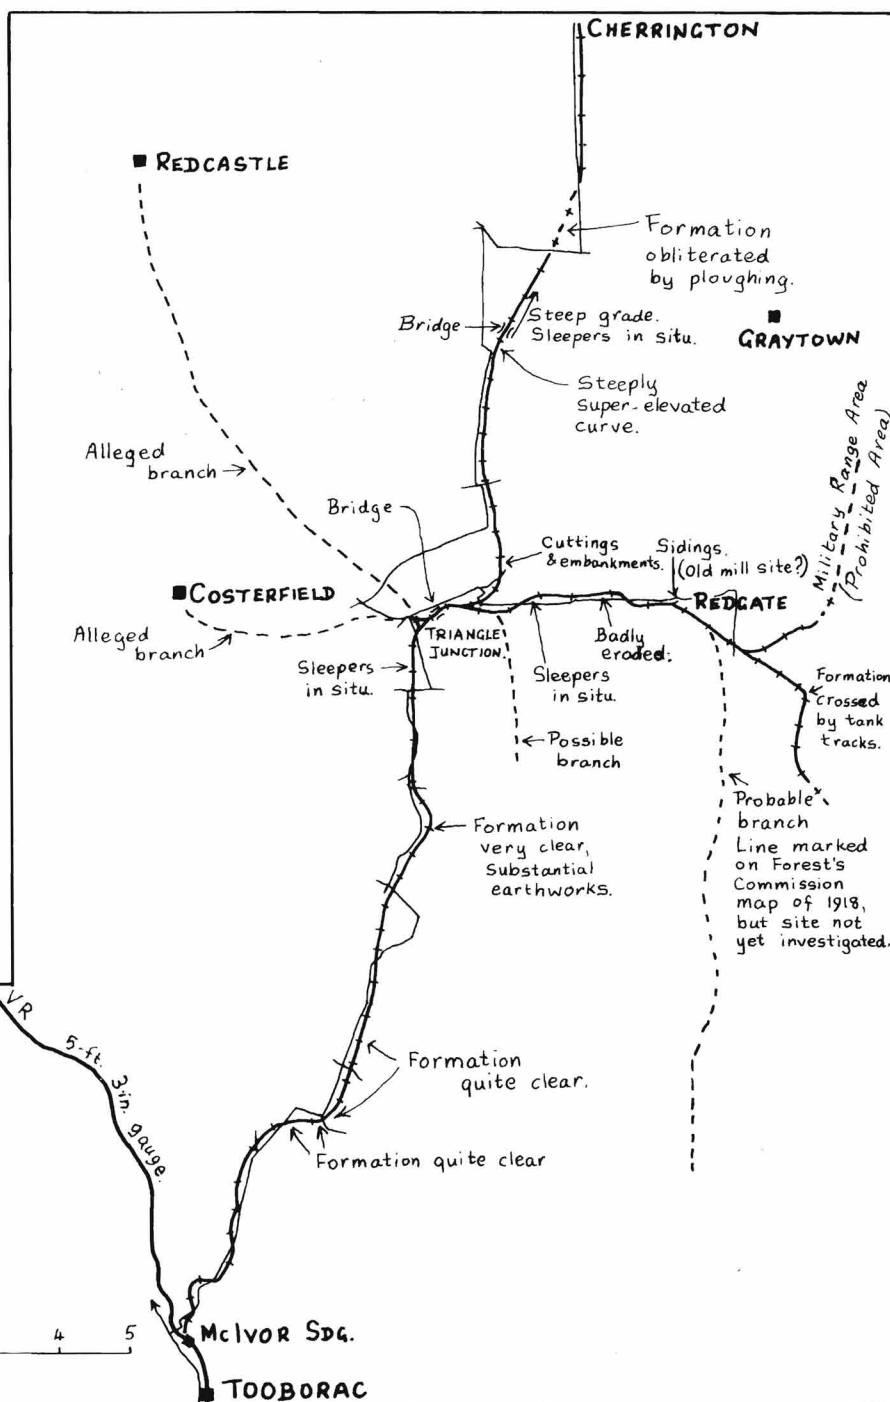 CHERRINGTON
REDCASTLE
Formation
obliterated
by ploughing.
Bridge
Steep grade.
Sleepers in situ.
GRAYTOWN
Steeply
Super-elevated
curve.
Military Range Area
(Prohibited Area)
Alleged
branch
Bridge
Cuttings
& embankments.
Sidings.
(Old mill site?)
COSTERFIELD
REDGATE
Alleged
branch
TRIANGLE
JUNCTION.
Badly
eroded.
Sleepers
in situ.
Sleepers
in situ.
Formation
crossed
by tank
tracks.
Possible
branch
Probable
branch
Line marked
on Forest's
Commission
map of 1918,
but site not
yet investigated.
Formation
very clear,
Substantial
earthworks.
VR
5-ft. 3-in. gauge.
Formation
quite clear.
Formation quite clear
4 5
McIVOR SDG.
TOOBORAC